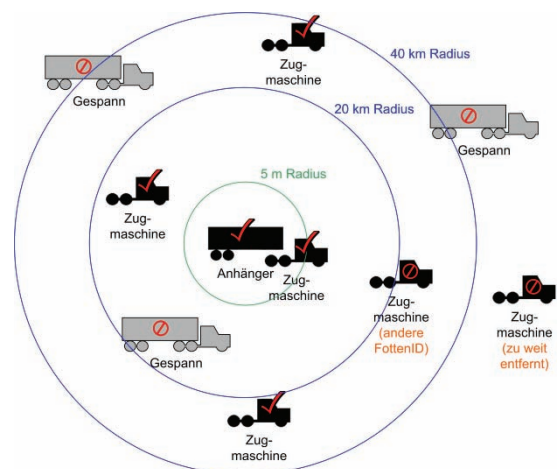 40 km Radius
Zug-
maschine
Gespann
20 km Radius
Gespann
5 m Radius
Zug-
maschine
Anhänger
Zug-
maschine
Zug-
maschine
(andere
FottenID)
Zug-
maschine
(zu weit
entfernt)
Gespann
Zug-
maschine